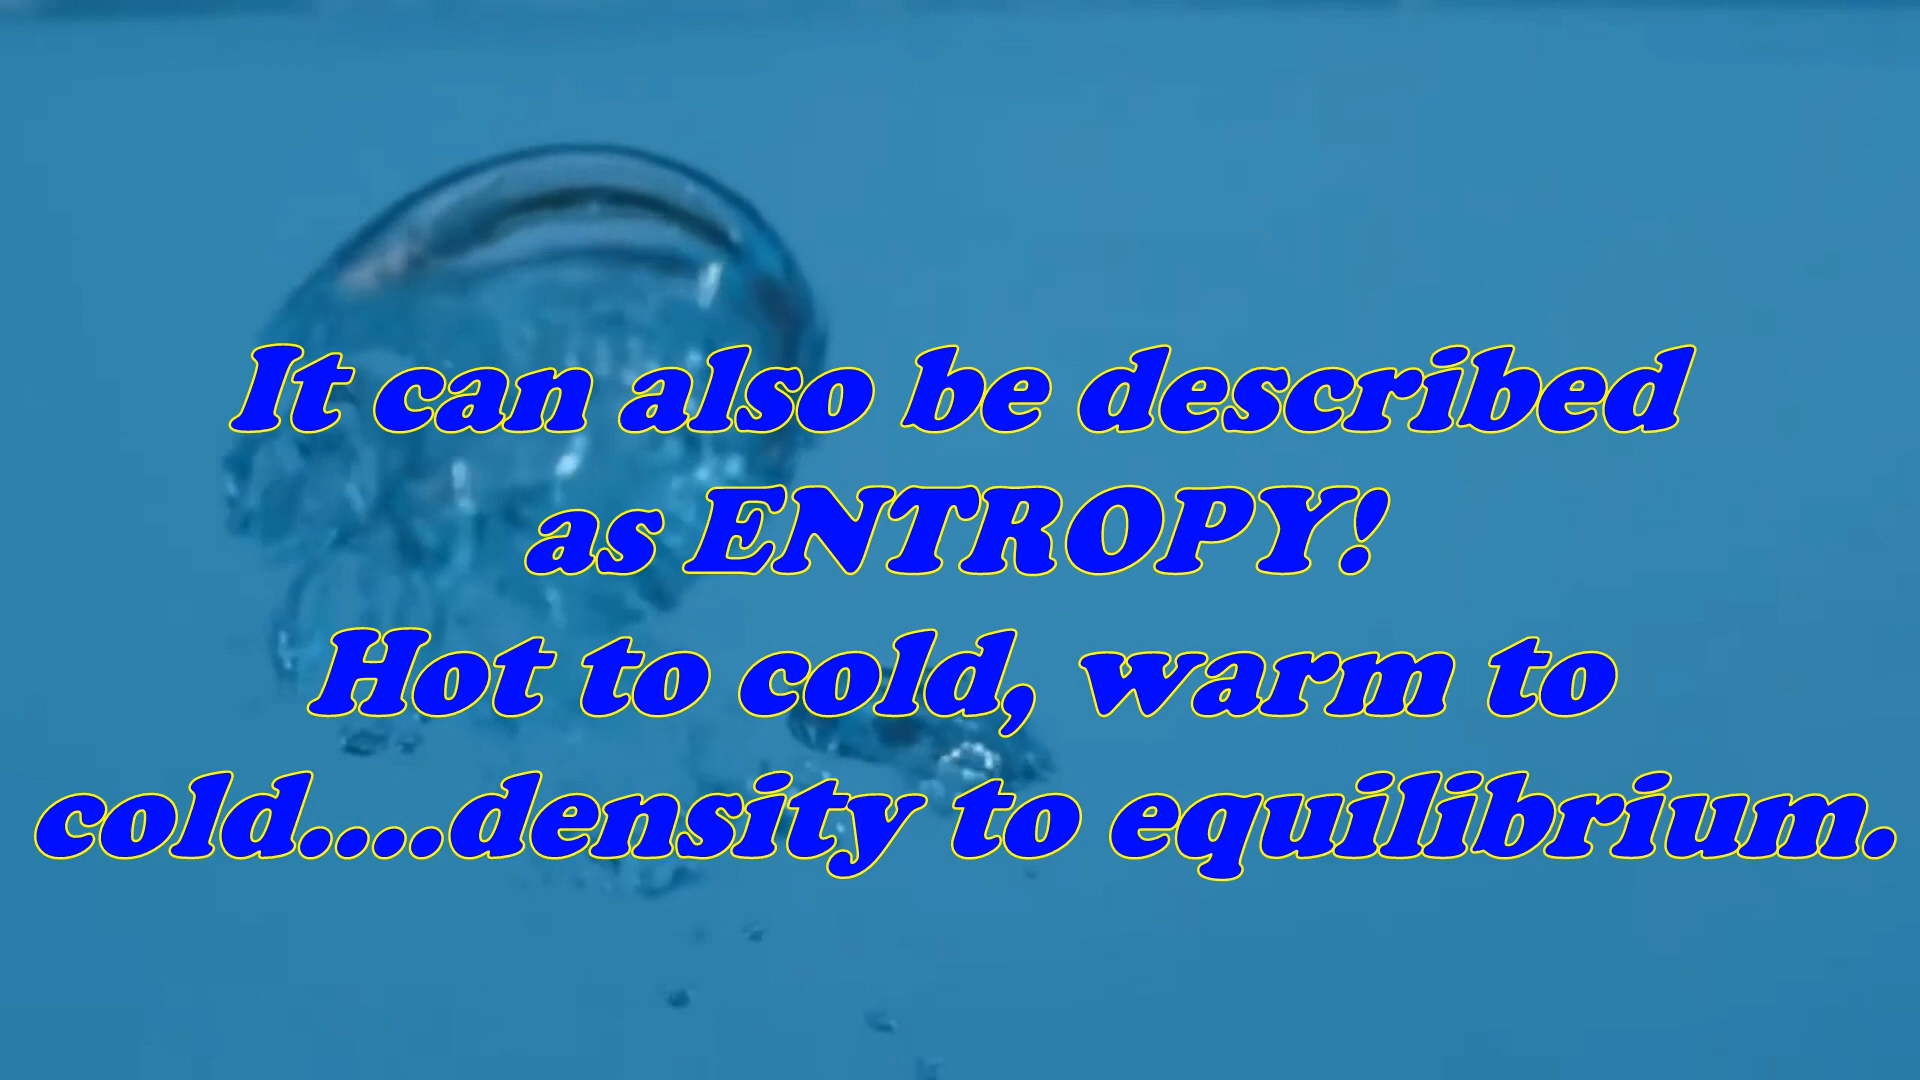 It can also be described
as ENTROPY!
Hot to cold, warm to
cold....density to equilibrium.